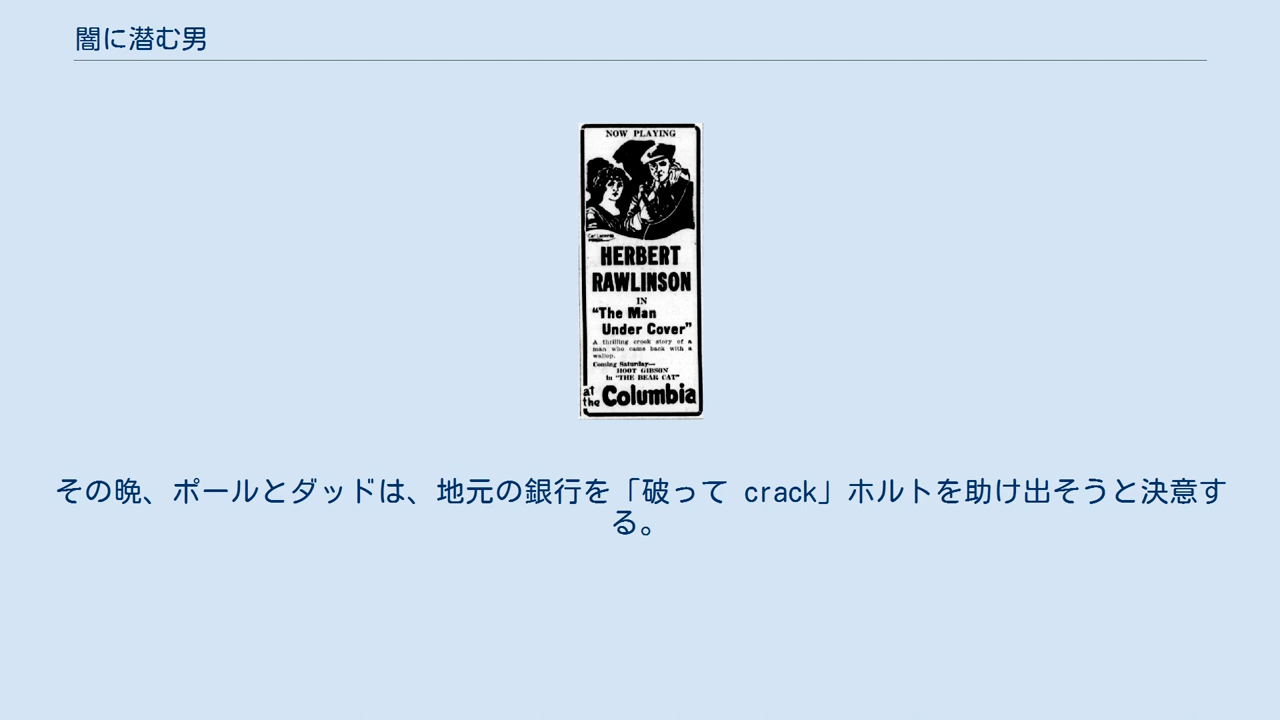 闇に潜む男
NOW PLAYING
HERBERT
RAWLINSON
IN
“The Man
Under Cover”
A thrilling crook story of a
man who came back with a
wallop.
Coming Saturday—
HOOT GIBSON
in “THE BEAR CAT”
at
the Columbia
その晩、ポールとダッドは、地元の銀行を「破って crack」ホルトを助け出そうと決意す
る。